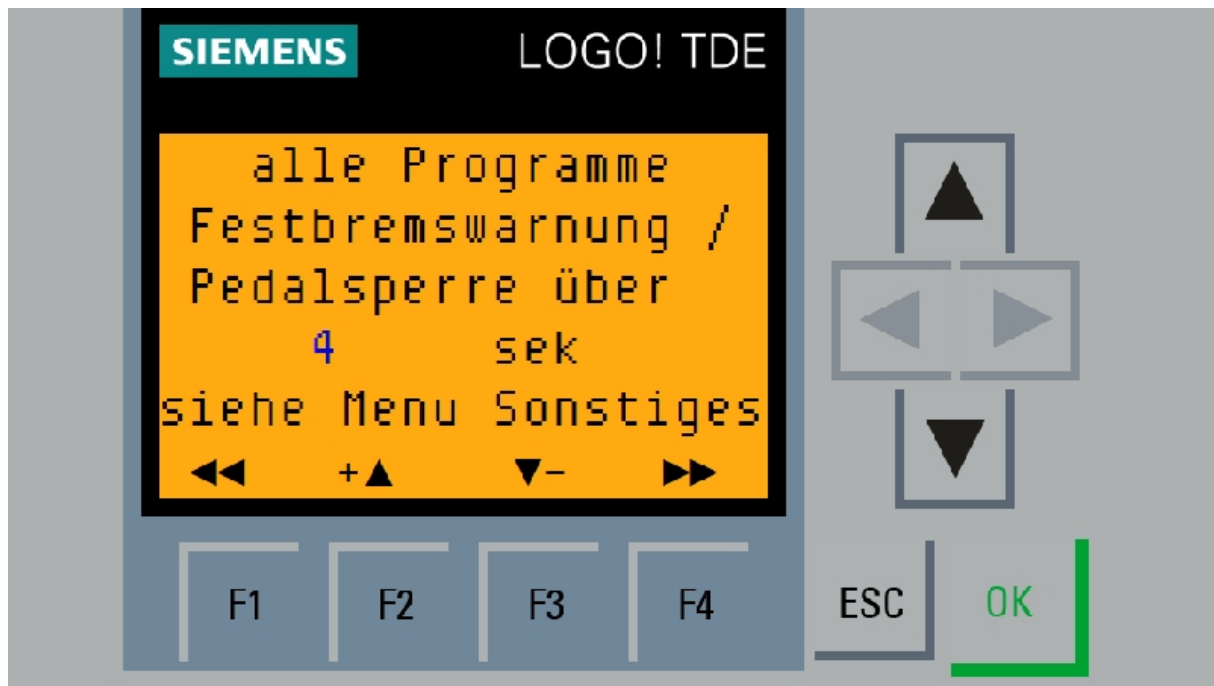 SIEMENS LOGO! TDE
alle Programme
Festbremswarnung /
Pedalsperre über
4 sek
siehe Menu Sonstiges
◀◀ +▲ ▼- ▶▶
F1 F2 F3 F4 ESC OK